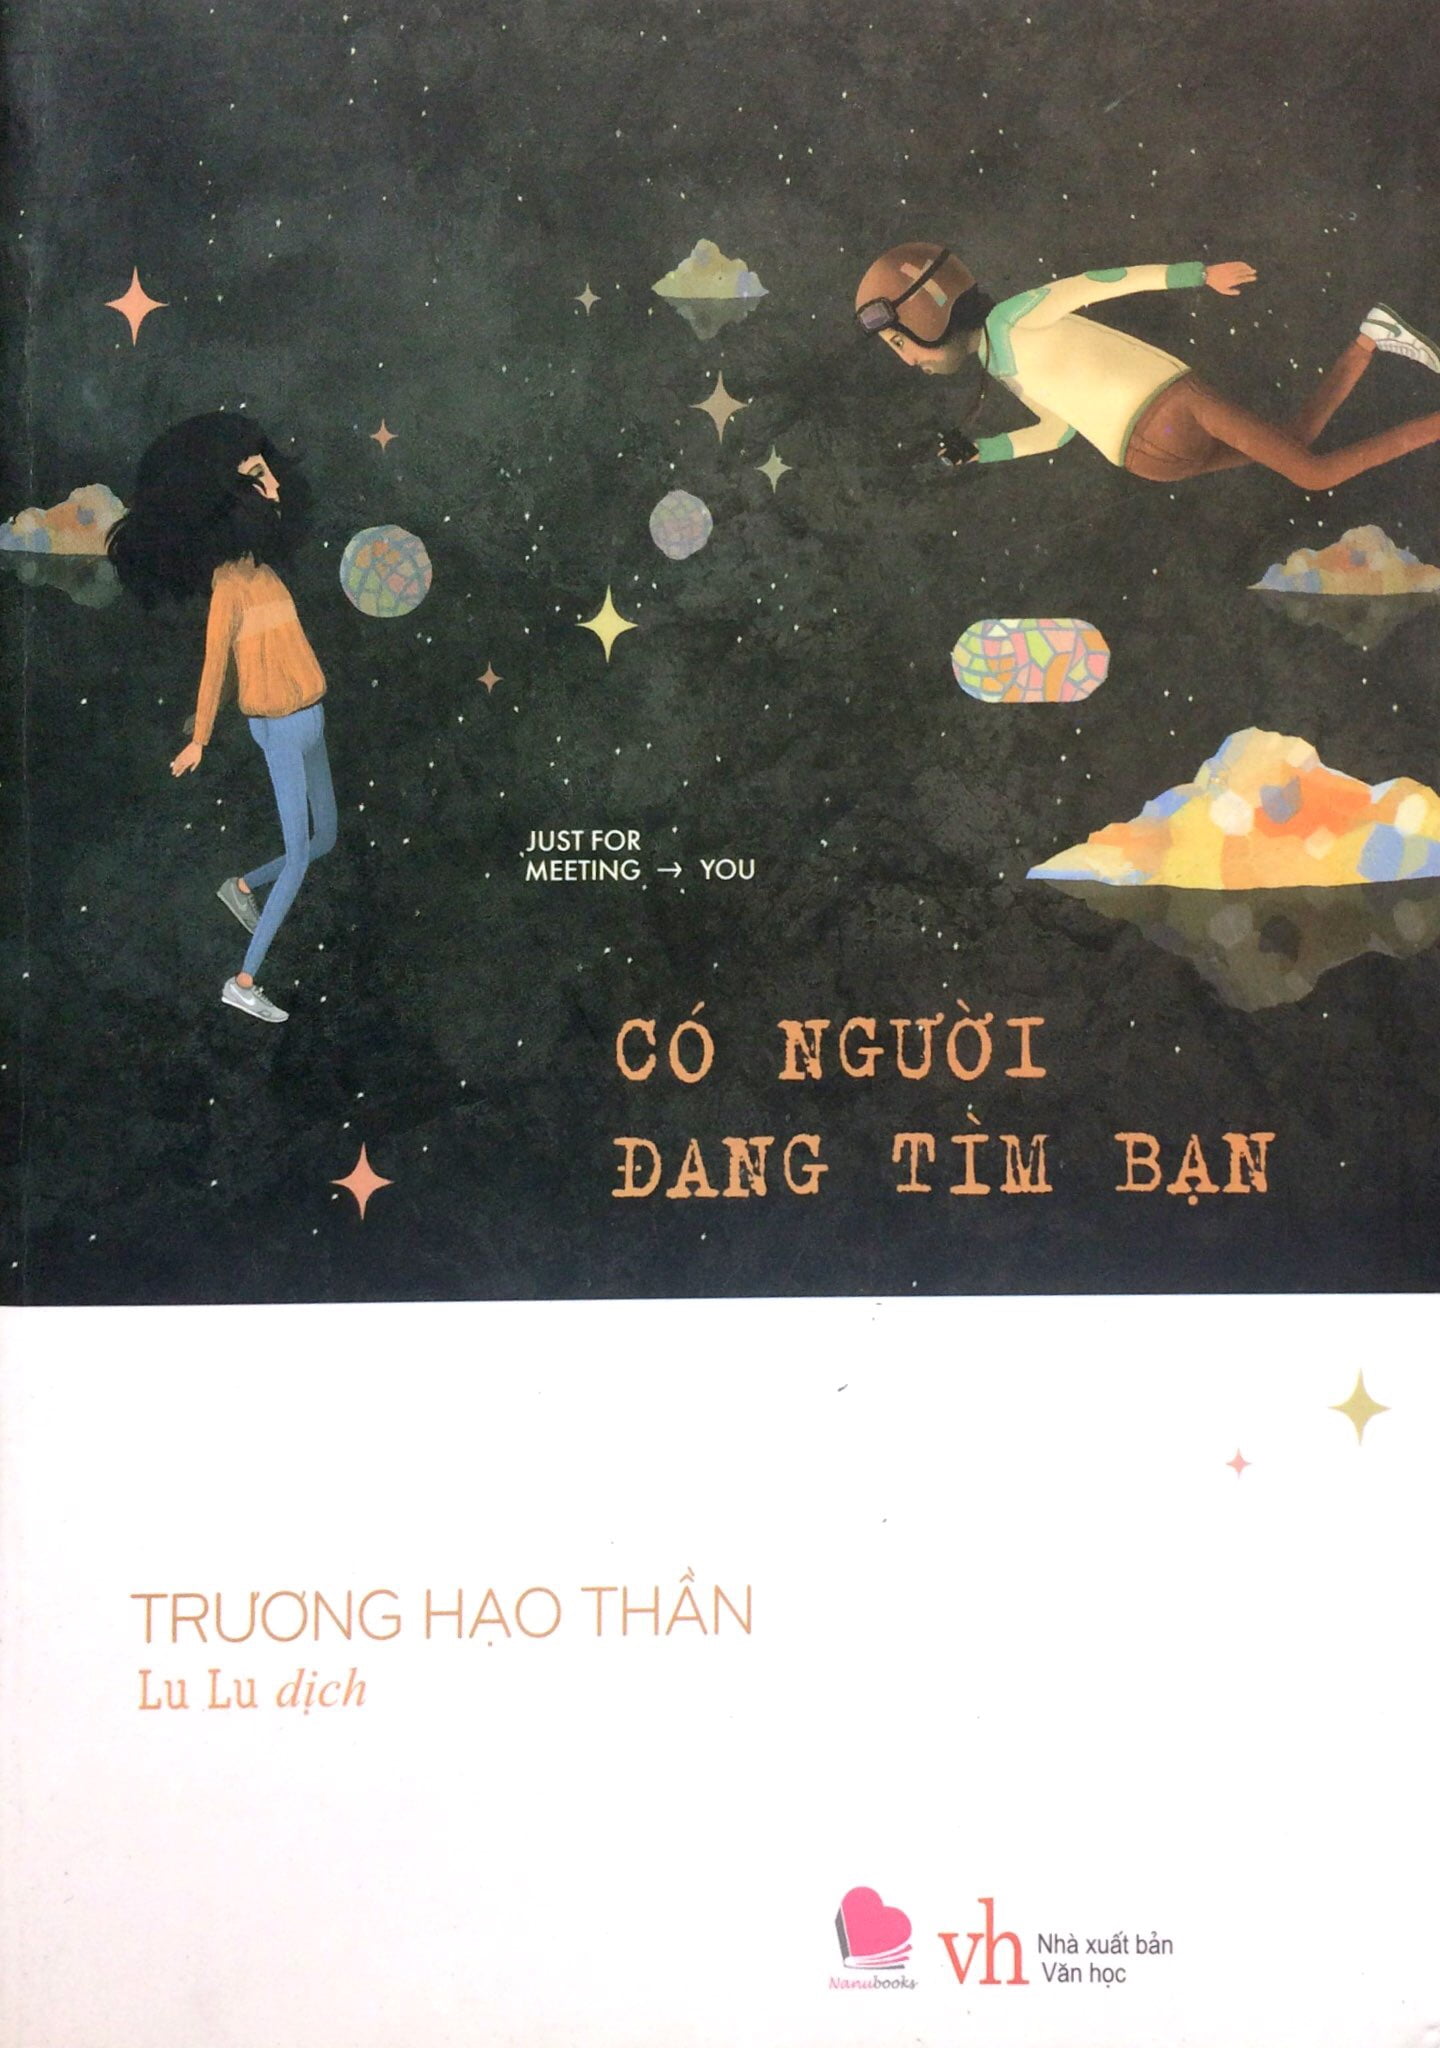 JUST FOR
MEETING → YOU
CÓ NGƯỜI
ĐANG TÌM BẠN
TRƯƠNG HẠO THẦN
Lu Lu dịch
Nanubooks
vh
Nhà xuất bản
Văn học